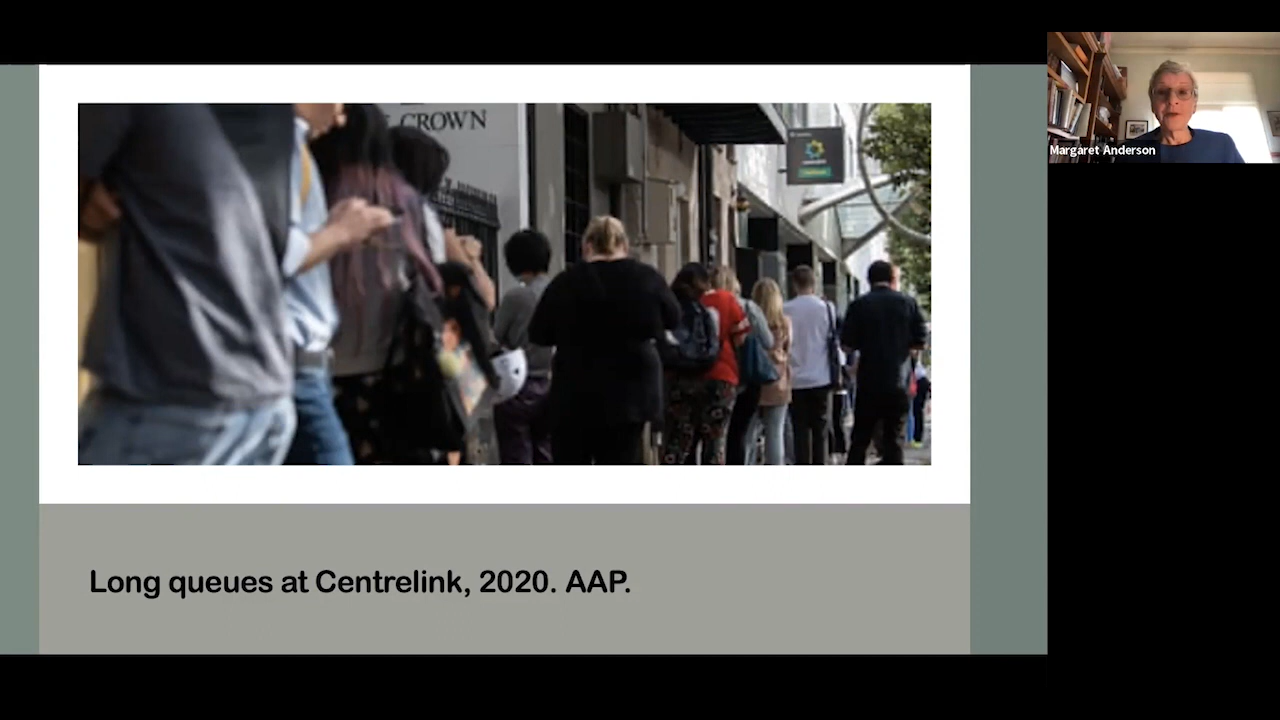 CROWN
Margaret Anderson
Long queues at Centrelink, 2020. AAP.